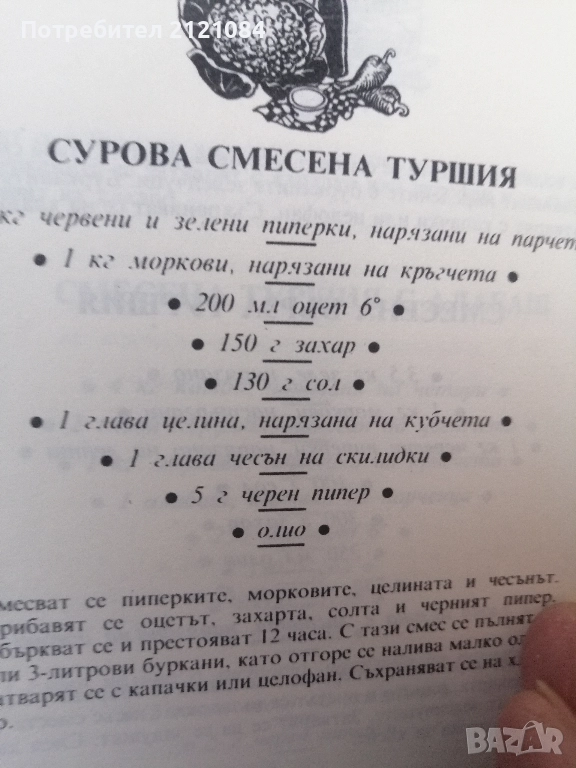 Потребител 2121084
СУРОВА СМЕСЕНА ТУРШИЯ
кг червени и зелени пиперки, нарязани на парчет
• 1 кг моркови, нарязани на кръгчета •
• 200 мл оцет 6° •
• 150 г захар •
• 130 г сол •
• 1 глава целина, нарязана на кубчета •
• 1 глава чесън на скилидки •
• 5 г черен пипер •
• олио •
месват се пиперките, морковите, целината и чесънът.
рибавят се оцетът, захарта, солта и черният пипер.
бъркват се и престояват 12 часа. С тази смес се пълнят
ли 3-литрови буркани, като отгоре се налива малко ол
атварят се с капачки или целофан. Съхраняват се на хл
о.
BAZAR